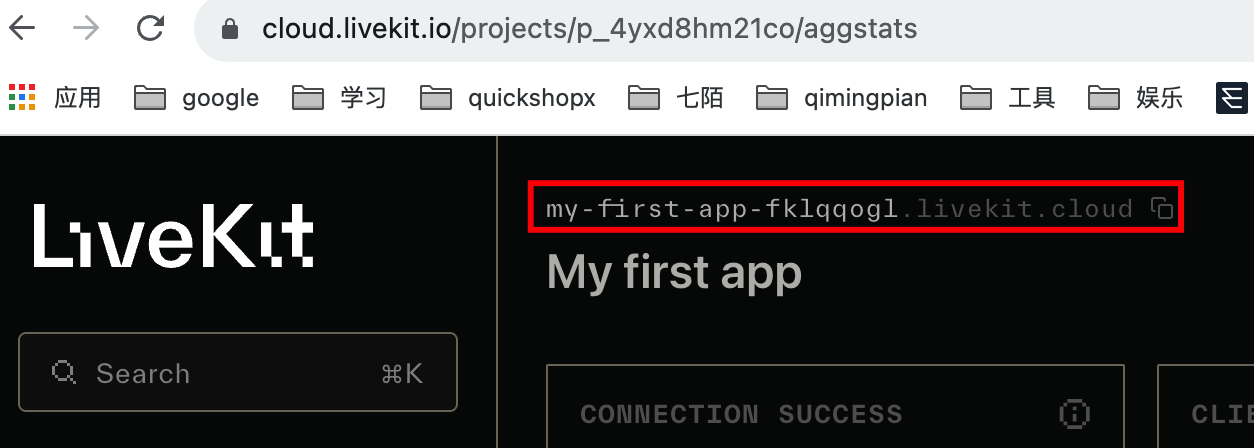 cloud.livekit.io/projects/p_4yxd8hm21co/aggstats
应用 google 学习 quickshopx 七陌 qimingpian 工具 娱乐
LiveKit
my-first-app-fklqqogl.livekit.cloud
My first app
Search ⌘K
CONNECTION SUCCESS CLIE